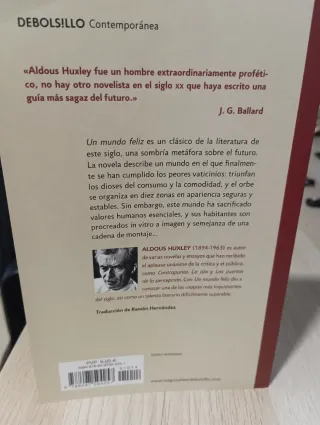 DEBOLS!LLO Contemporánea
«Aldous Huxley fue un hombre extraordinariamente proféti-
co, no hay otro novelista en el siglo XX que haya escrito una
guía más sagaz del futuro.»
J. G. Ballard
Un mundo feliz es un clásico de la literatura de
este siglo, una sombría metáfora sobre el futuro.
La novela describe un mundo en el que finalmen-
te se han cumplido los peores vaticinios: triunfan
los dioses del consumo y la comodidad, y el orbe
se organiza en diez zonas en apariencia seguras y
estables. Sin embargo, este mundo ha sacrificado
valores humanos esenciales, y sus habitantes son
procreados in vitro a imagen y semejanza de una
cadena de montaje...
ALDOUS HUXLEY (1894-1963) es autor
de varias novelas y ensayos que han recibido
el aplauso unánime de la crítica y el público,
como Contrapunto, La isla y Las puertas
de la percepción. Con Un mundo feliz dio a
conocer una de las utopías más inquietantes
del siglo, así como un talento literario difícilmente superable.
Traducción de Ramón Hernández